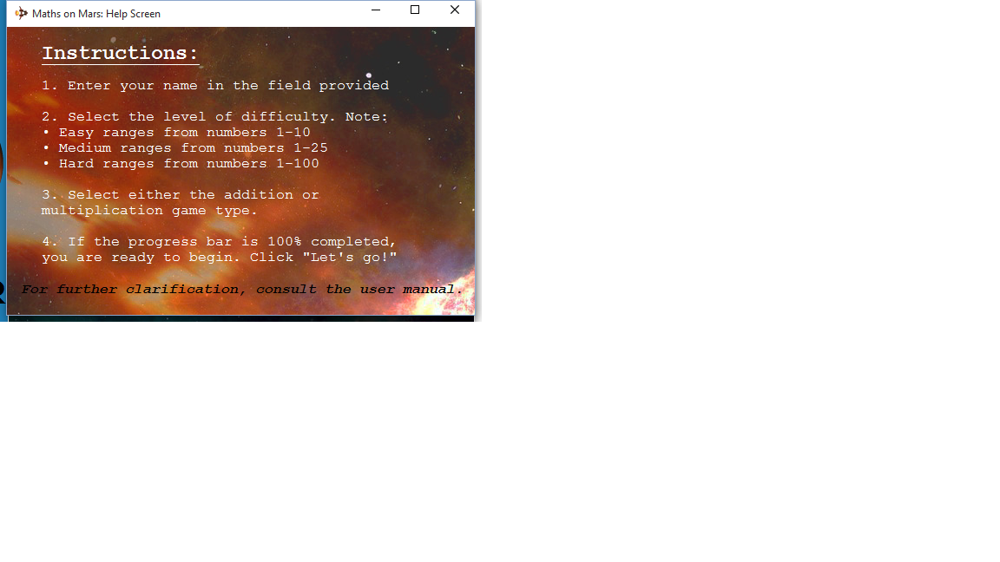 Maths on Mars: Help Screen
Instructions:
1. Enter your name in the field provided
2. Select the level of difficulty. Note:
• Easy ranges from numbers 1-10
• Medium ranges from numbers 1-25
• Hard ranges from numbers 1-100
3. Select either the addition or
multiplication game type.
4. If the progress bar is 100% completed,
you are ready to begin. Click "Let's go!"
For further clarification, consult the user manual.